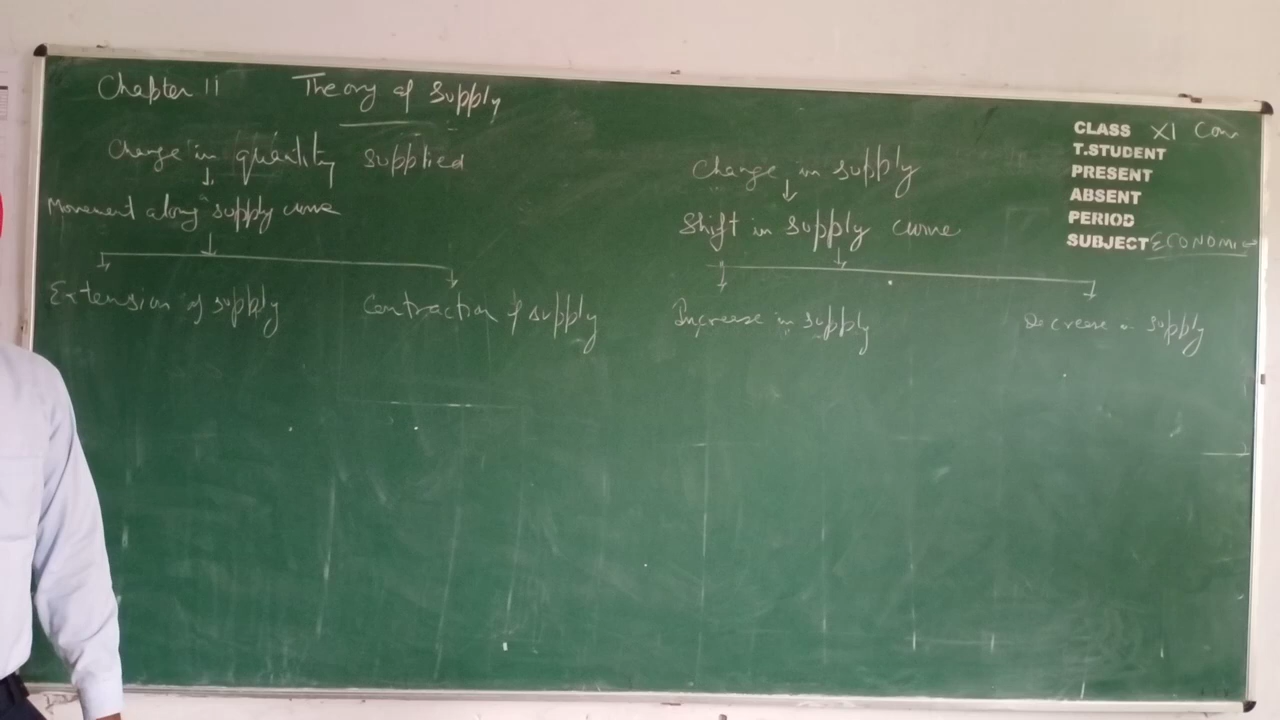 Chapter 11 Theory of Supply
Change in quantity supplied
Movement along supply curve
Extension of supply Contraction of supply
Change in supply
Shift in supply curve
Increase in supply Decrease in supply
CLASS XI Com
T.STUDENT
PRESENT
ABSENT
PERIOD
SUBJECT ECONOMICS